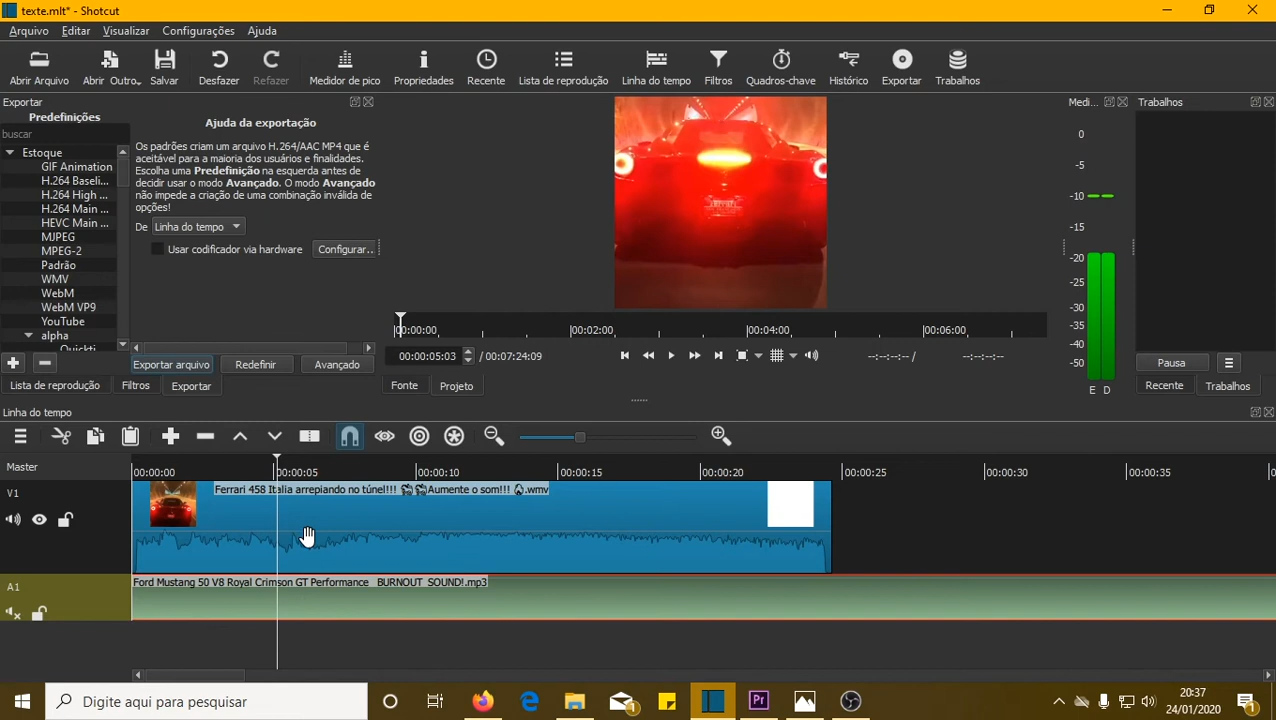 texte.mlt* - Shotcut
Arquivo Editar Visualizar Configurações Ajuda
Abrir Arquivo Abrir Outro... Salvar Desfazer Refazer Medidor de pico Propriedades Recente Lista de reprodução Linha do tempo Filtros Quadros-chave Histórico Exportar Trabalhos
Exportar
Predefinições
buscar
Estoque
GIF Animation
H.264 Baseli...
H.264 High ...
H.264 Main ...
HEVC Main ...
MJPEG
MPEG-2
Padrão
WMV
WebM
WebM VP9
YouTube
alpha
Ajuda da exportação
Os padrões criam um arquivo H.264/AAC MP4 que é
aceitável para a maioria dos usuários e finalidades.
Escolha uma Predefinição na esquerda antes de
decidir usar o modo Avançado. O modo Avançado
não impede a criação de uma combinação inválida de
opções!
De Linha do tempo
Usar codificador via hardware Configurar...
Exportar arquivo Redefinir Avançado
Lista de reprodução Filtros Exportar
00:00:00 00:02:00 00:04:00 00:06:00
00:00:05:03 / 00:07:24:09 --:--:--:-- / --:--:--:--
Fonte Projeto
Medi...
0
-5
-10
-15
-20
-25
-30
-35
-40
-50
E D
Trabalhos
Pausa
Recente Trabalhos
Linha do tempo
Master
00:00:00 00:00:05 00:00:10 00:00:15 00:00:20 00:00:25 00:00:30 00:00:35
V1
Ferrari 458 Italia arrepiando no túnel!!! Aumente o som!!! .wmv
A1
Ford Mustang 50 V8 Royal Crimson GT Performance BURNOUT SOUND!.mp3
Digite aqui para pesquisar
1
Pr
20:37
24/01/2020
1